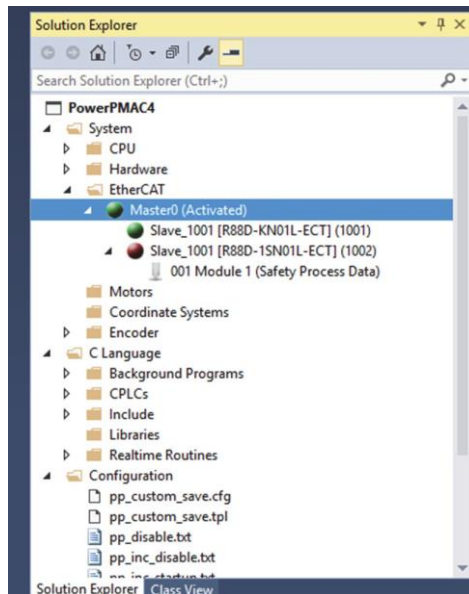 Solution Explorer
Search Solution Explorer (Ctrl+;)
PowerPMAC4
System
CPU
Hardware
EtherCAT
Master0 (Activated)
Slave_1001 [R88D-KN01L-ECT] (1001)
Slave_1001 [R88D-1SN01L-ECT] (1002)
001 Module 1 (Safety Process Data)
Motors
Coordinate Systems
Encoder
C Language
Background Programs
CPLCs
Include
Libraries
Realtime Routines
Configuration
pp_custom_save.cfg
pp_custom_save.tpl
pp_disable.txt
pp_inc_disable.txt
pp_inc_startup.txt
Solution Explorer Class View